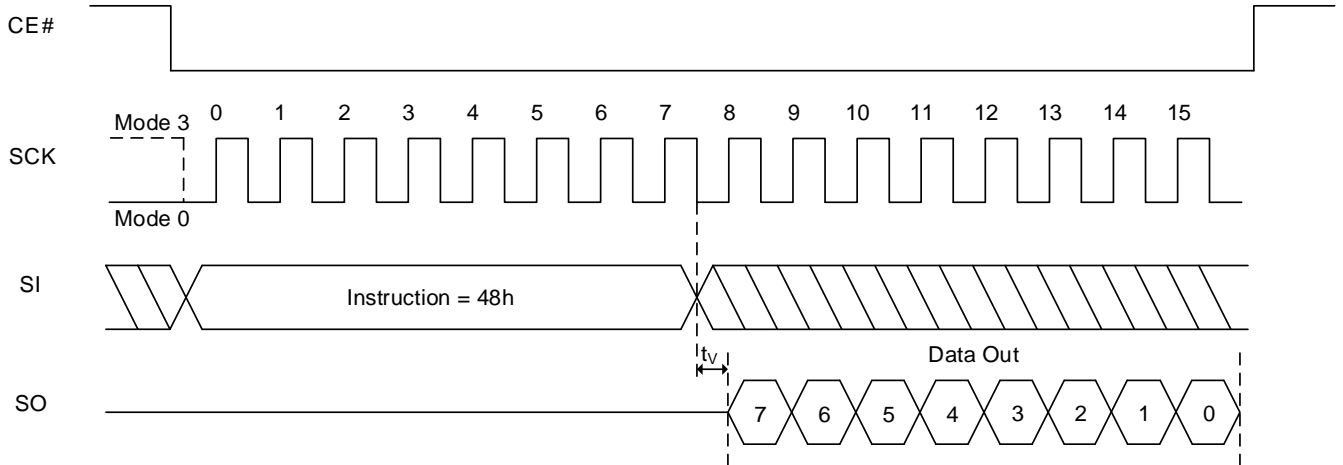 CE#
0 1 2 3 4 5 6 7 8 9 10 11 12 13 14 15
Mode 3
SCK
Mode 0
SI
Instruction = 48h
tV
Data Out
SO
7 6 5 4 3 2 1 0